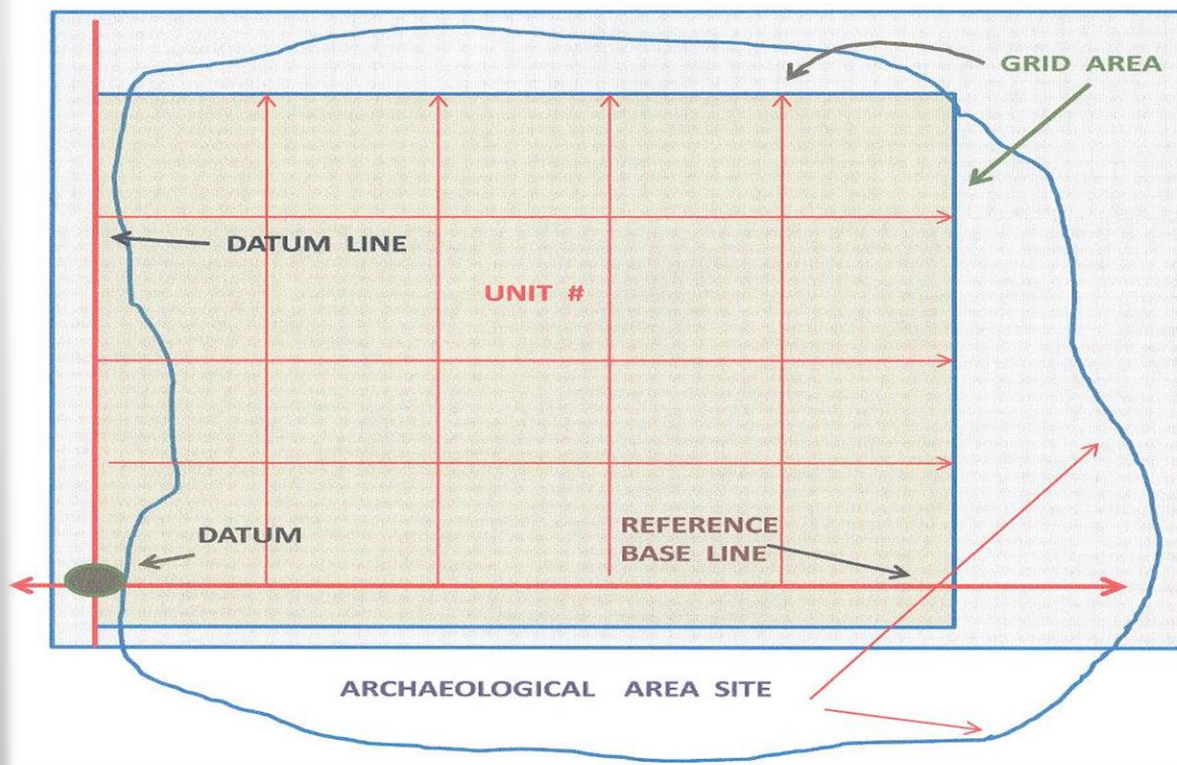 GRID AREA
DATUM LINE
UNIT #
DATUM
REFERENCE
BASE LINE
ARCHAEOLOGICAL AREA SITE